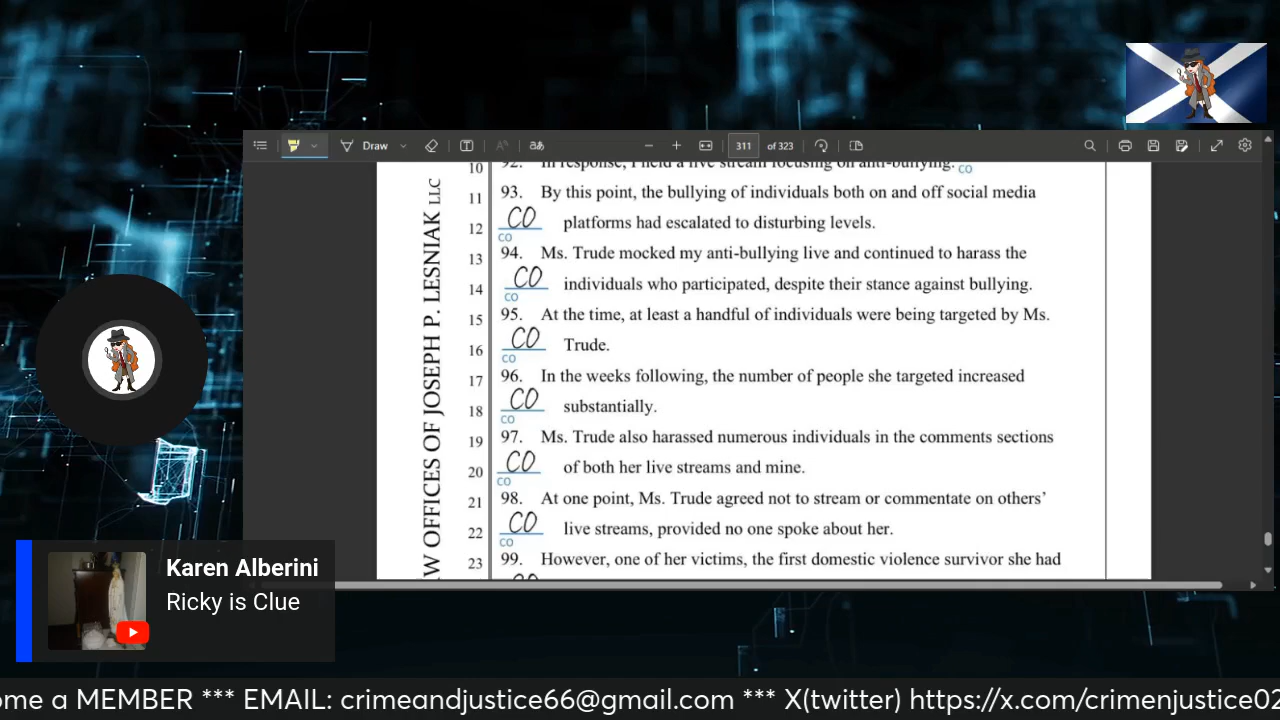 Draw
311 of 323
10 92. In response, I held a live stream focusing on anti-bullying. CO
11 93. By this point, the bullying of individuals both on and off social media
12 CO platforms had escalated to disturbing levels.
CO
13 94. Ms. Trude mocked my anti-bullying live and continued to harass the
14 CO individuals who participated, despite their stance against bullying.
CO
15 95. At the time, at least a handful of individuals were being targeted by Ms.
16 CO Trude.
CO
17 96. In the weeks following, the number of people she targeted increased
18 CO substantially.
CO
19 97. Ms. Trude also harassed numerous individuals in the comments sections
20 CO of both her live streams and mine.
CO
21 98. At one point, Ms. Trude agreed not to stream or commentate on others’
22 CO live streams, provided no one spoke about her.
CO
23 99. However, one of her victims, the first domestic violence survivor she had
W OFFICES OF JOSEPH P. LESNIAK LLC
Karen Alberini
Ricky is Clue
ome a MEMBER *** EMAIL: crimeandjustice66@gmail.com *** X(twitter) https://x.com/crimenjustice02